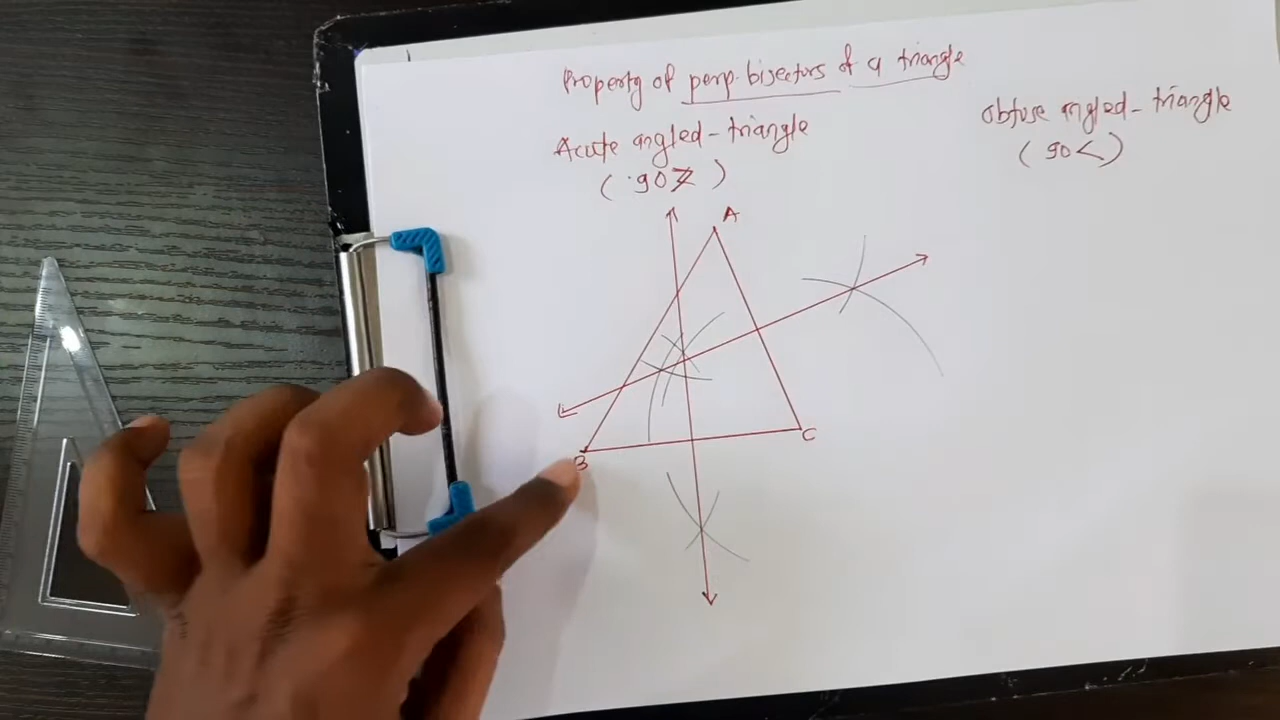 Property of perp. bisectors of a triangle
Acute angled-triangle
(90≯)
Obtuse angled-triangle
(90<)
A
B
C